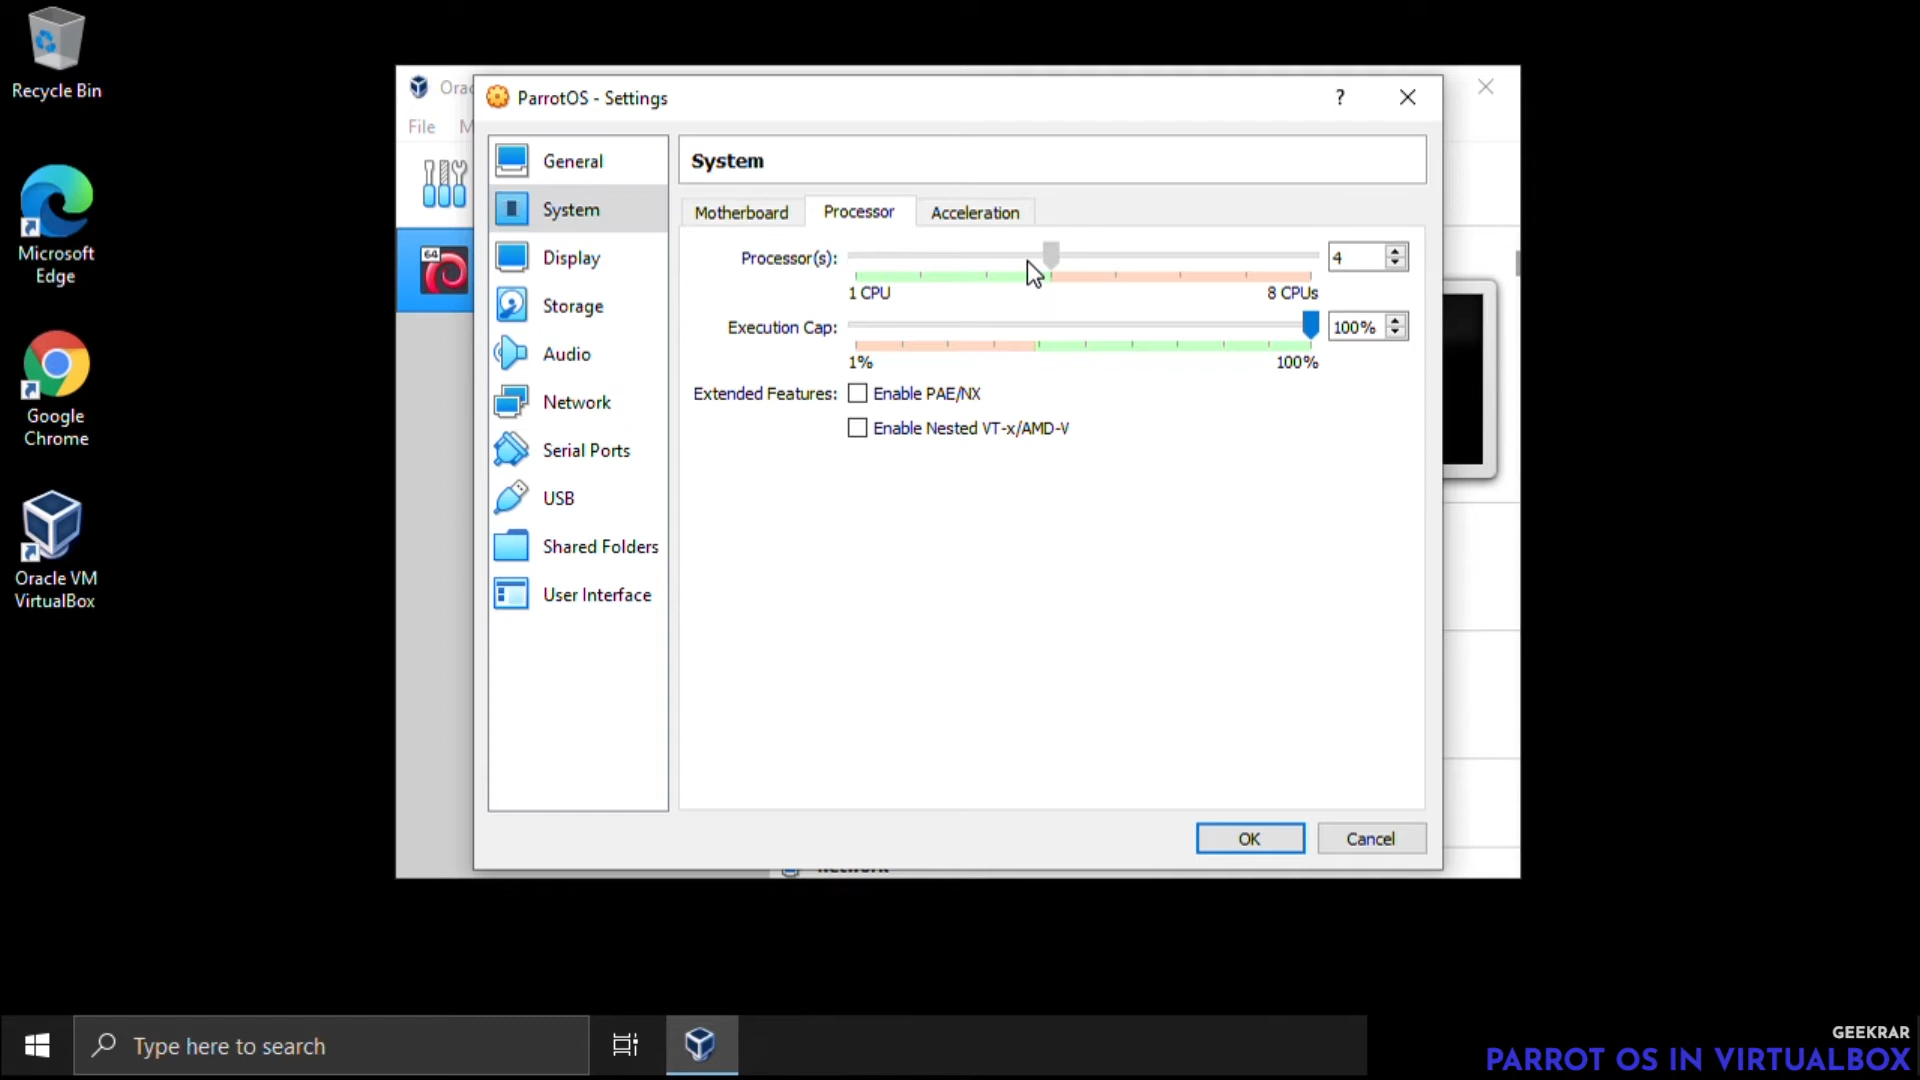 Recycle Bin
Microsoft
Edge
Google
Chrome
Oracle VM
VirtualBox
Orac
File M
64
ParrotOS - Settings
?
General
System
Display
Storage
Audio
Network
Serial Ports
USB
Shared Folders
User Interface
System
Motherboard Processor Acceleration
Processor(s): 4
1 CPU 8 CPUs
Execution Cap: 100%
1% 100%
Extended Features: Enable PAE/NX
Enable Nested VT-x/AMD-V
OK Cancel
Network
Type here to search
GEEKRAR
PARROT OS IN VIRTUALBOX